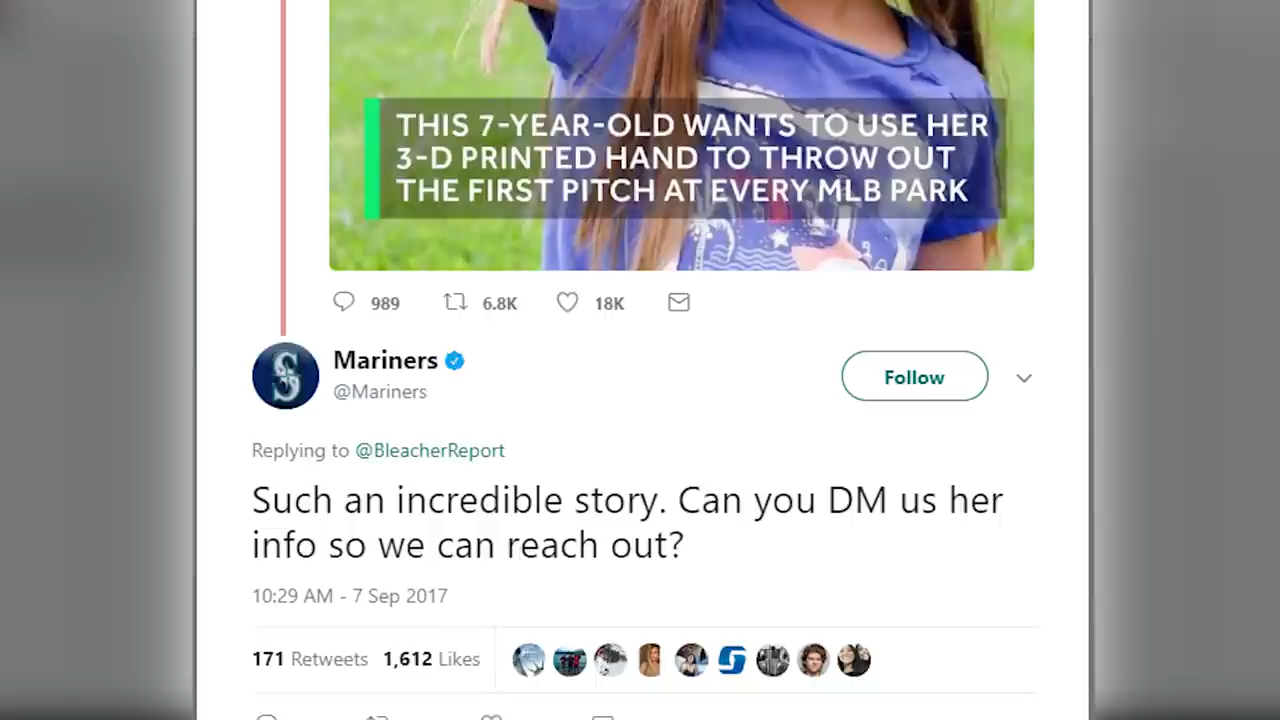 THIS 7-YEAR-OLD WANTS TO USE HER
3-D PRINTED HAND TO THROW OUT
THE FIRST PITCH AT EVERY MLB PARK
989 6.8K 18K
Mariners
@Mariners
Follow
Replying to @BleacherReport
Such an incredible story. Can you DM us her
info so we can reach out?
10:29 AM - 7 Sep 2017
171 Retweets 1,612 Likes